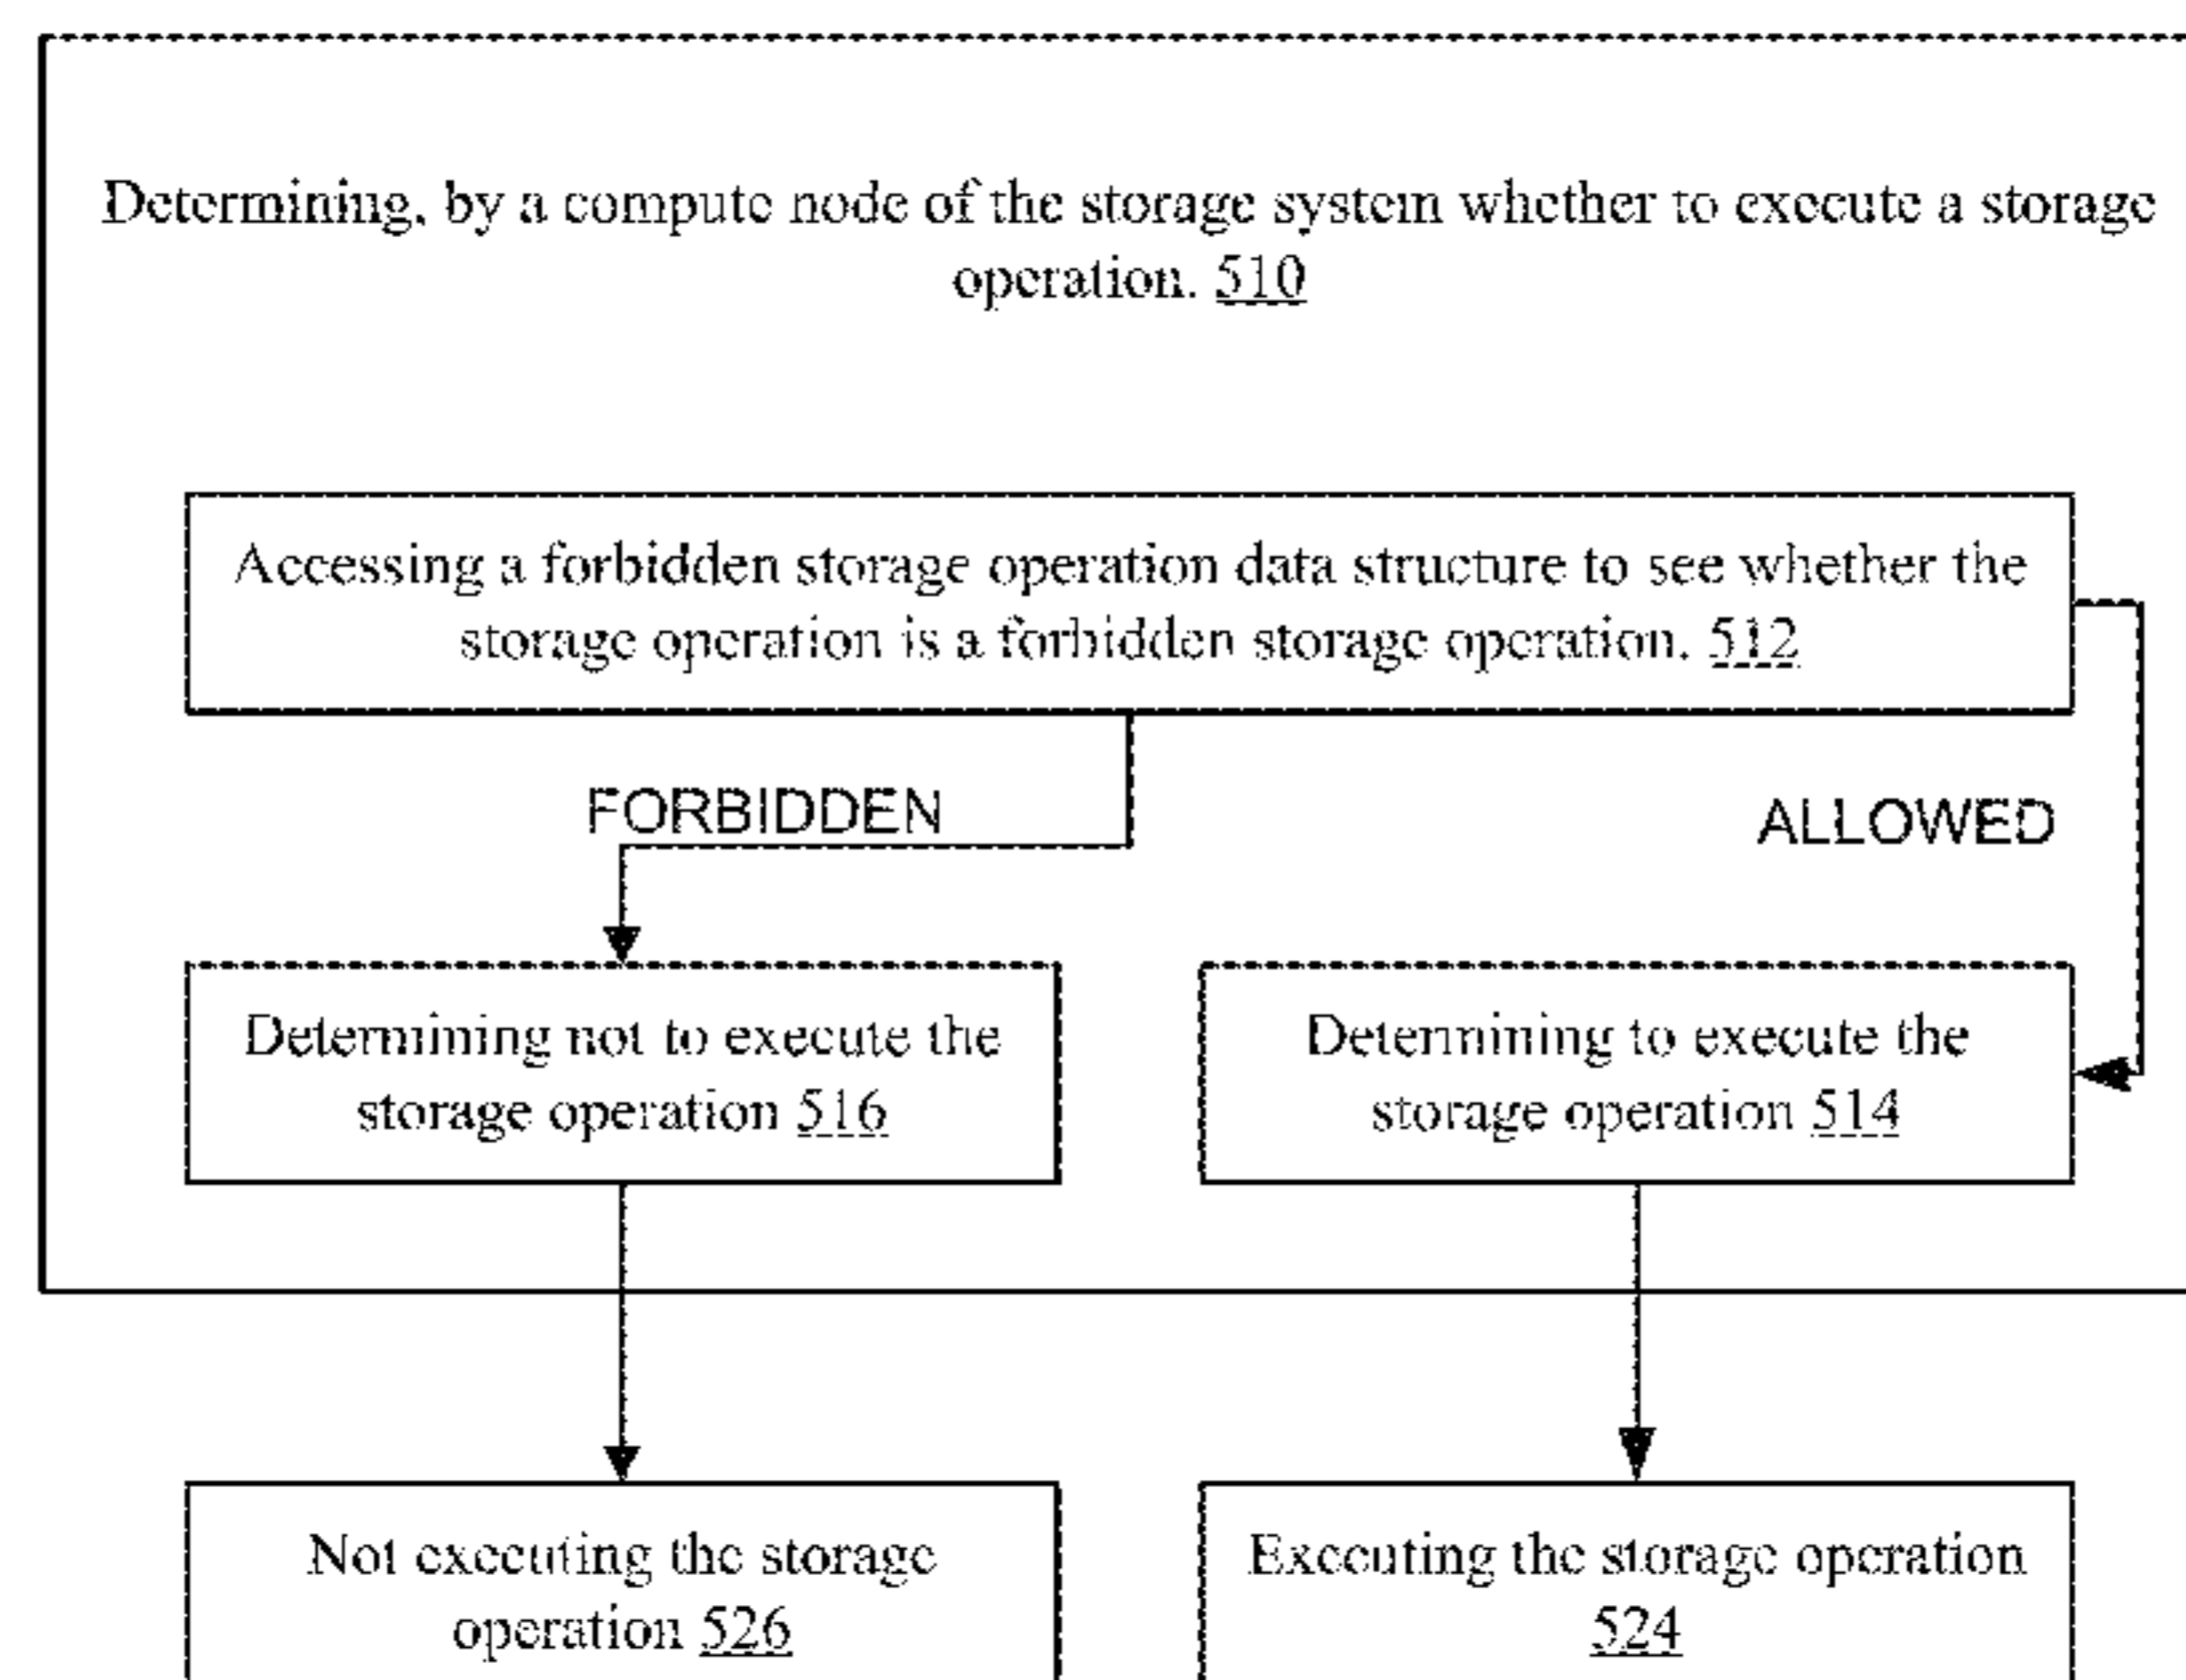 Determining, by a compute node of the storage system whether to execute a storage
operation. 510
Accessing a forbidden storage operation data structure to see whether the
storage operation is a forbidden storage operation. 512
FORBIDDEN
ALLOWED
Determining not to execute the
storage operation 516
Determining to execute the
storage operation 514
Not executing the storage
operation 526
Executing the storage operation
524